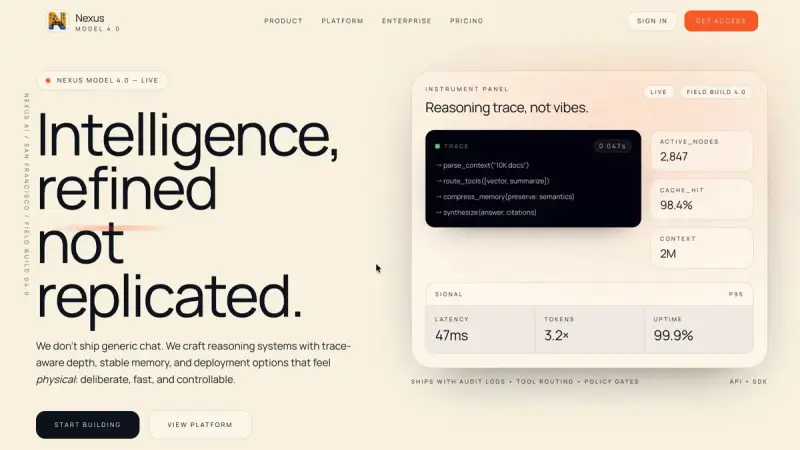 Nexus
MODEL 4.0
PRODUCT PLATFORM ENTERPRISE PRICING
SIGN IN
GET ACCESS
NEXUS AI / SAN FRANCISCO / FIELD BUILD 04.0
NEXUS MODEL 4.0 — LIVE
Intelligence,
refined
not
replicated.
We don't ship generic chat. We craft reasoning systems with trace-
aware depth, stable memory, and deployment options that feel
physical: deliberate, fast, and controllable.
START BUILDING
VIEW PLATFORM
INSTRUMENT PANEL
LIVE
FIELD BUILD 4.0
Reasoning trace, not vibes.
TRACE
0.047s
→ parse_context("10K docs")
→ route_tools([vector, summarize])
→ compress_memory(preserve: semantics)
→ synthesize(answer, citations)
ACTIVE_NODES
2,847
CACHE_HIT
98.4%
CONTEXT
2M
SIGNAL
P95
LATENCY
47ms
TOKENS
3.2×
UPTIME
99.9%
SHIPS WITH AUDIT LOGS • TOOL ROUTING • POLICY GATES
API + SDK